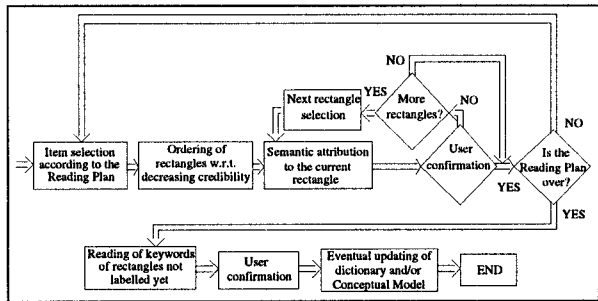 NO
YES
NO
Next rectangle
selection
More
rectangles?
NO
Item selection
according to the
Reading Plan
Ordering of
rectangles w.r.t.
decreasing credibility
Semantic attribution
to the current
rectangle
User
confirmation
YES
Is the
Reading Plan
over?
YES
Reading of keywords
of rectangles not
labelled yet
User
confirmation
Eventual updating of
dictionary and/or
Conceptual Model
END